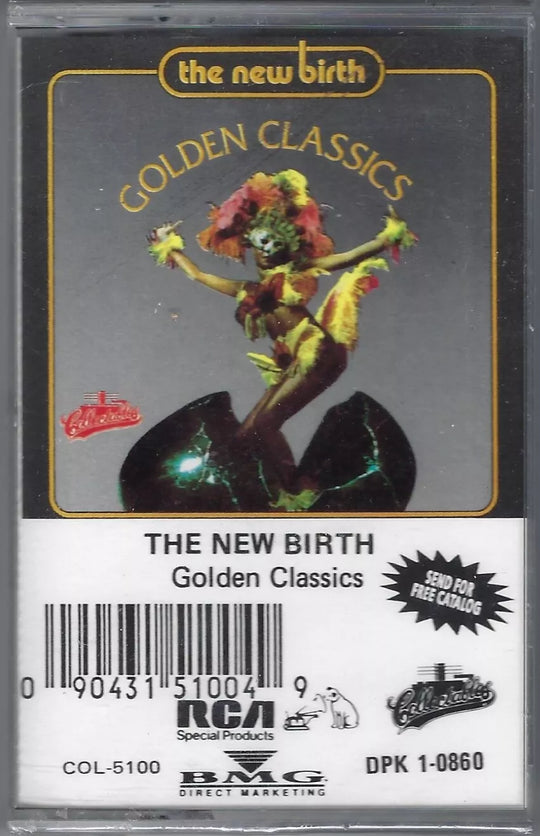 the new birth
GOLDEN CLASSICS
Collectables
THE NEW BIRTH
Golden Classics
SEND FOR
FREE CATALOG
0 90431 51004 9
RCA
Special Products
Collectables
COL-5100
BMG
DIRECT MARKETING
DPK 1-0860